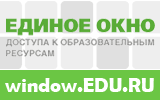 ЕДИНОЕ ОКНО
ДОСТУПА К ОБРАЗОВАТЕЛЬНЫМ
РЕСУРСАМ
window.EDU.RU